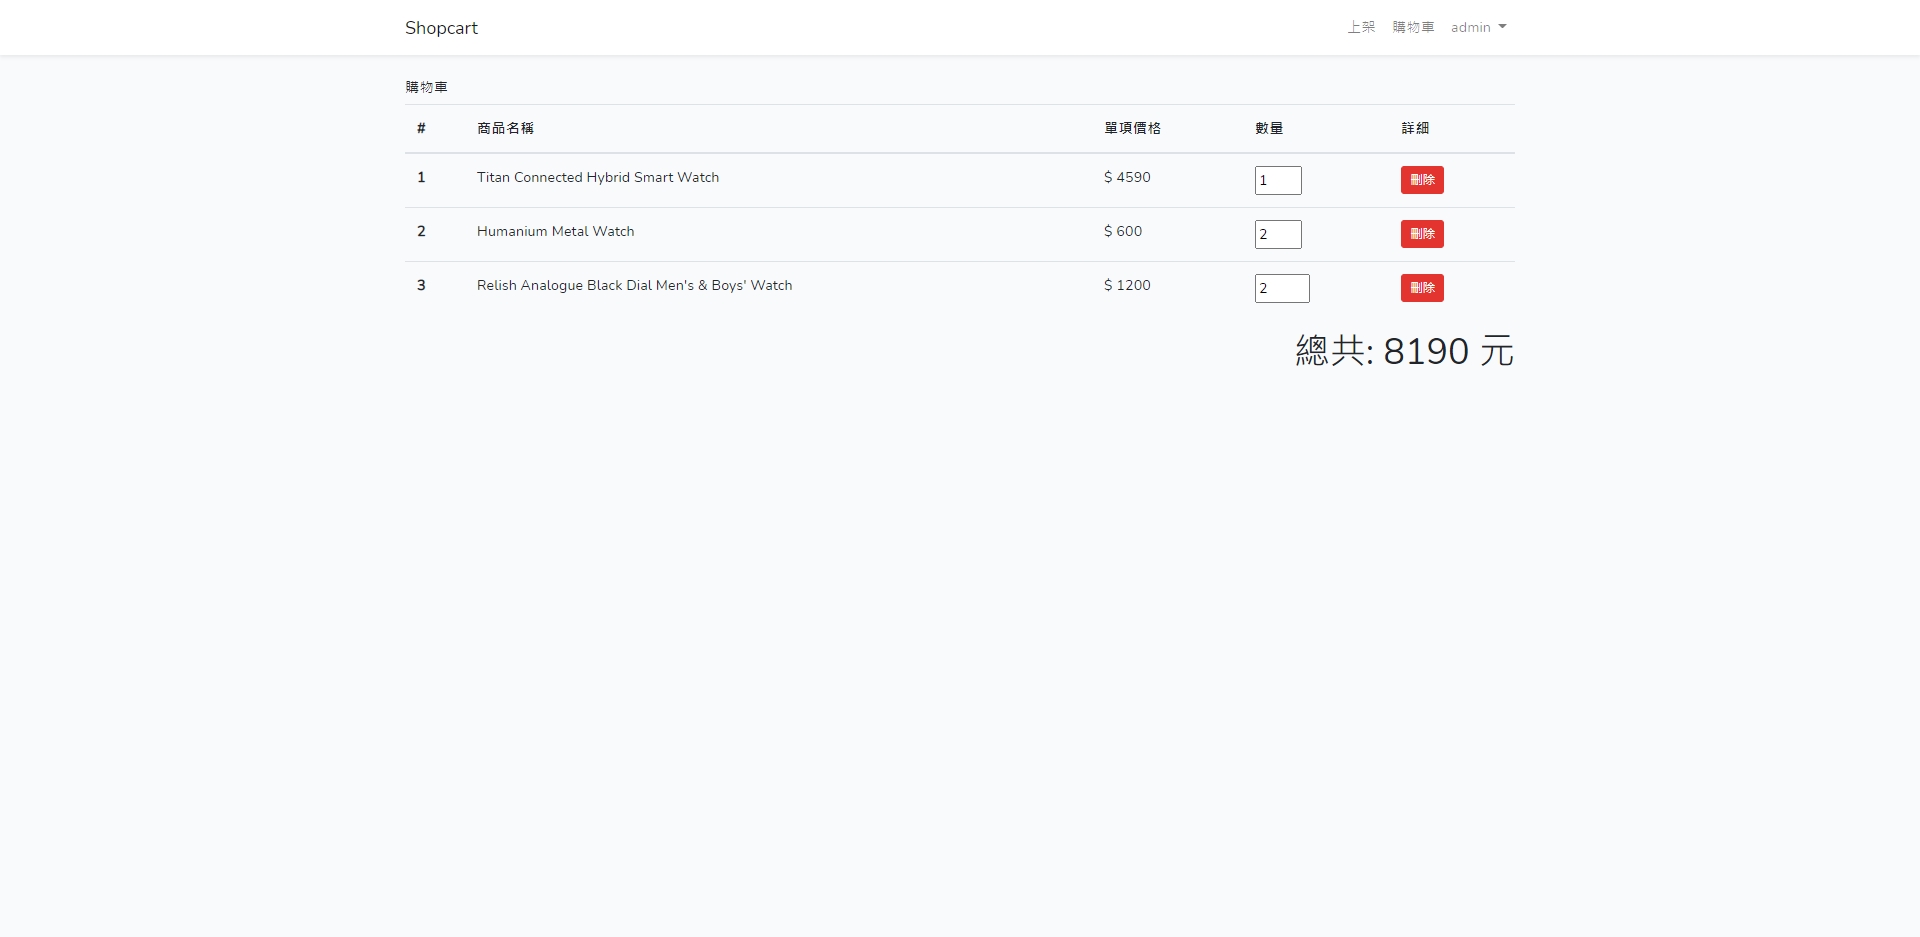 Shopcart 上架 購物車 admin
購物車
# 商品名稱 單項價格 數量 詳細
1 Titan Connected Hybrid Smart Watch $ 4590 1 刪除
2 Humanium Metal Watch $ 600 2 刪除
3 Relish Analogue Black Dial Men's & Boys' Watch $ 1200 2 刪除
總共: 8190 元